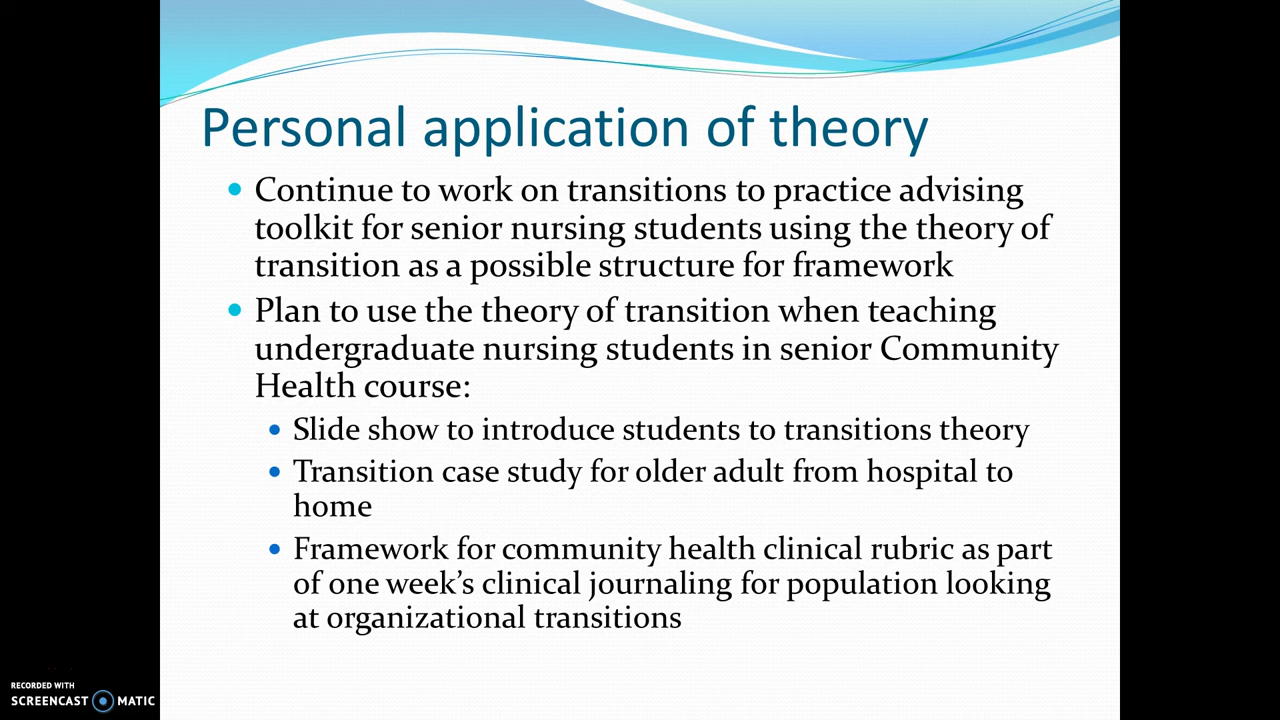 Personal application of theory
Continue to work on transitions to practice advising
toolkit for senior nursing students using the theory of
transition as a possible structure for framework
Plan to use the theory of transition when teaching
undergraduate nursing students in senior Community
Health course:
Slide show to introduce students to transitions theory
Transition case study for older adult from hospital to
home
Framework for community health clinical rubric as part
of one week’s clinical journaling for population looking
at organizational transitions
RECORDED WITH
SCREENCAST MATIC